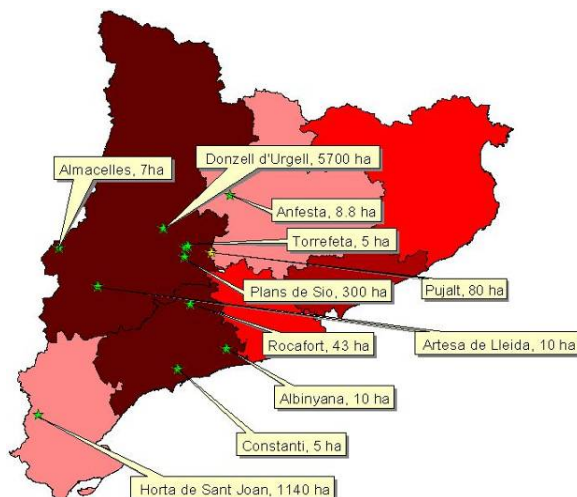 Donzell d'Urgell, 5700 ha
Almacelles, 7ha
Anfesta, 8.8 ha
Torrefeta, 5 ha
Plans de Sio, 300 ha
Pujalt, 80 ha
Rocafort, 43 ha
Artesa de Lleida, 10 ha
Albinyana, 10 ha
Constanti, 5 ha
Horta de Sant Joan, 1140 ha